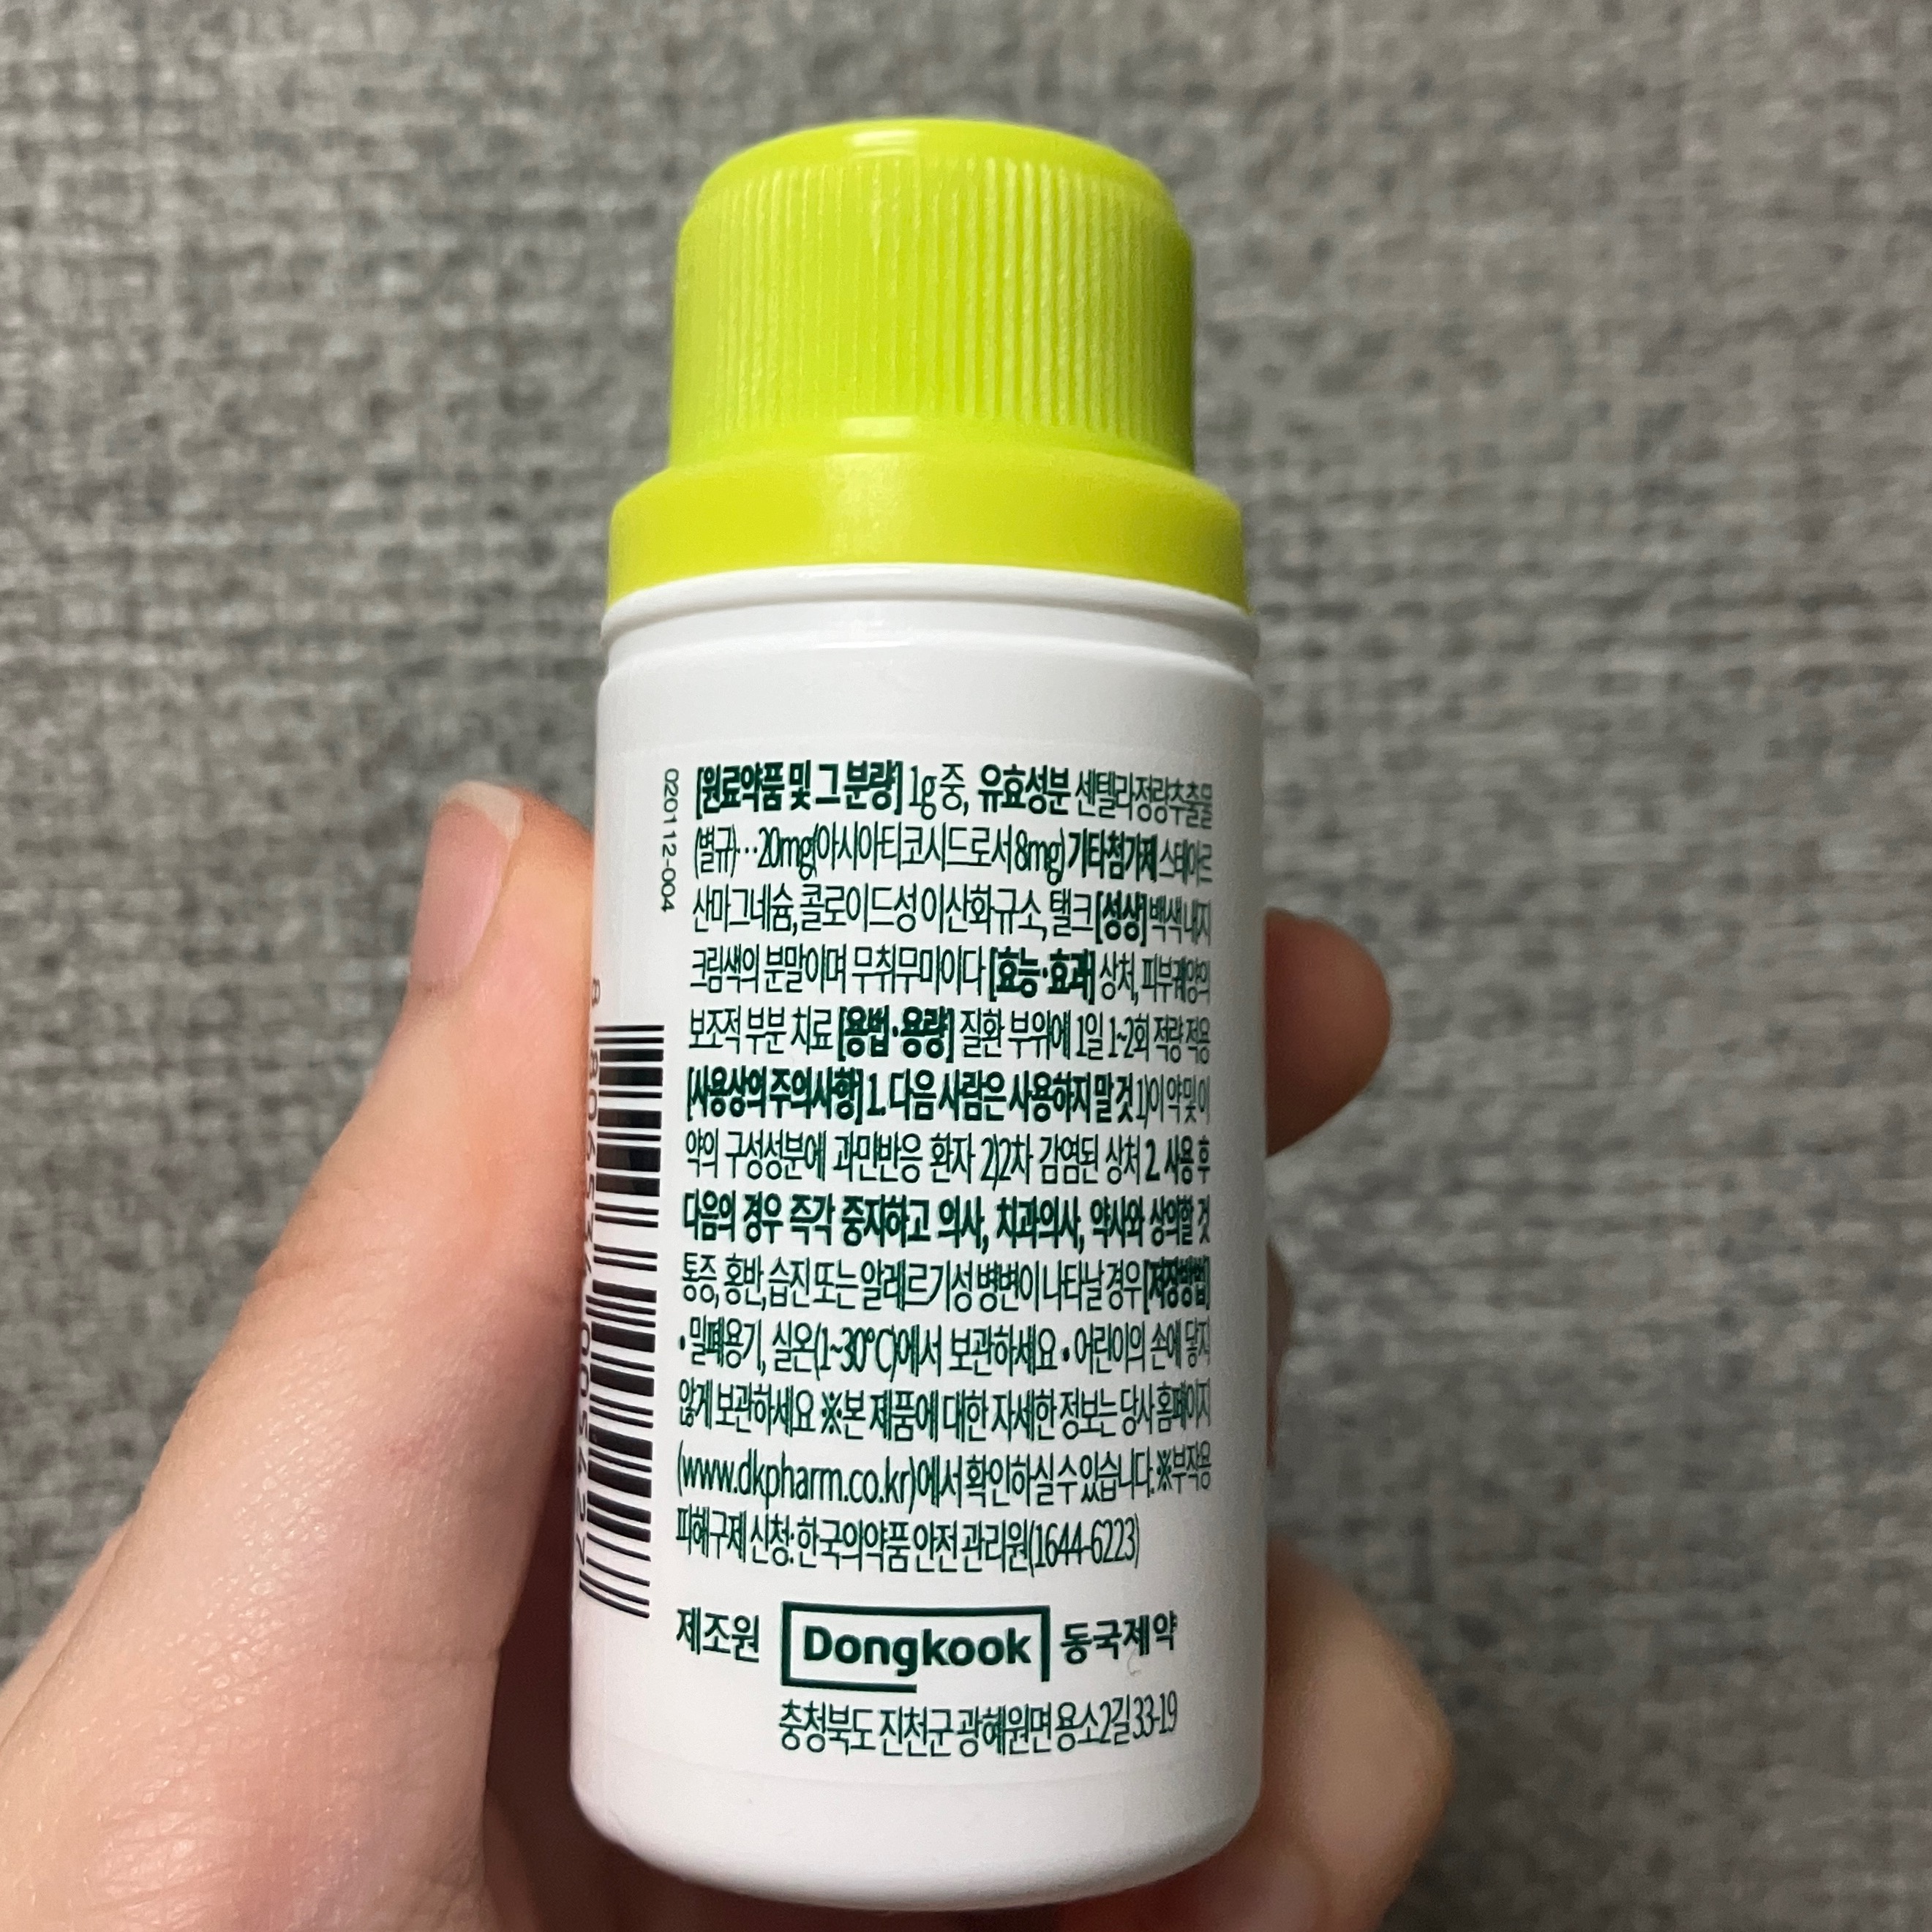 020112-004
[원료약품 및 그 분량] 1g 중, 유효성분 센텔라정량추출물
(별규)…20mg(아시아티코시드로서 8mg) 기타첨가제 스테아르
산마그네슘, 콜로이드성 이산화규소, 탤크 [성상] 백색 내지
크림색의 분말이며 무취무미이다 [효능·효과] 상처, 피부궤양의
보조적 부분 치료 [용법·용량] 질환 부위에 1일 1~2회 적량 적용
[사용상의 주의사항] 1. 다음 사람은 사용하지 말 것 1)이 약 및 이
약의 구성성분에 과민반응 환자 2)2차 감염된 상처 2. 사용 후
다음의 경우 즉각 중지하고 의사, 치과의사, 약사와 상의할 것
통증, 홍반, 습진 또는 알레르기성 병변이 나타날 경우 [저장방법]
• 밀폐용기, 실온(1~30°C)에서 보관하세요 • 어린이의 손에 닿지
않게 보관하세요 ※본 제품에 대한 자세한 정보는 당사 홈페이지
(www.dkpharm.co.kr)에서 확인하실 수 있습니다. ※부작용
피해구제 신청: 한국의약품안전관리원(1644-6223)
제조원 Dongkook 동국제약
충청북도 진천군 광혜원면 용소2길 33-19